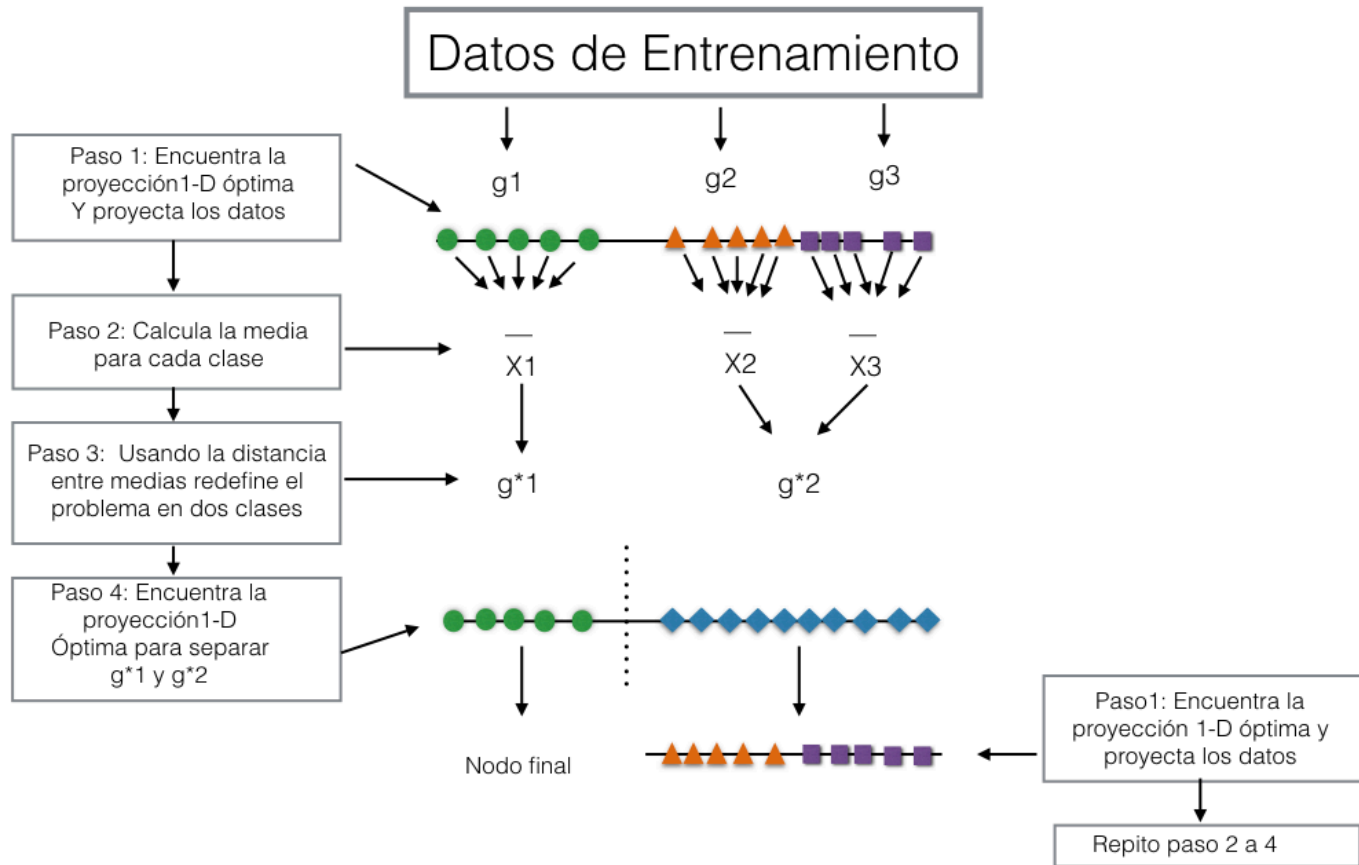 Datos de Entrenamiento
g1
g2
g3
Paso 1: Encuentra la
proyección1-D óptima
Y proyecta los datos
Paso 2: Calcula la media
para cada clase
X1
X2
X3
Paso 3: Usando la distancia
entre medias redefine el
problema en dos clases
g*1
g*2
Paso 4: Encuentra la
proyección1-D
Óptima para separar
g*1 y g*2
Nodo final
Paso1: Encuentra la
proyección 1-D óptima y
proyecta los datos
Repito paso 2 a 4